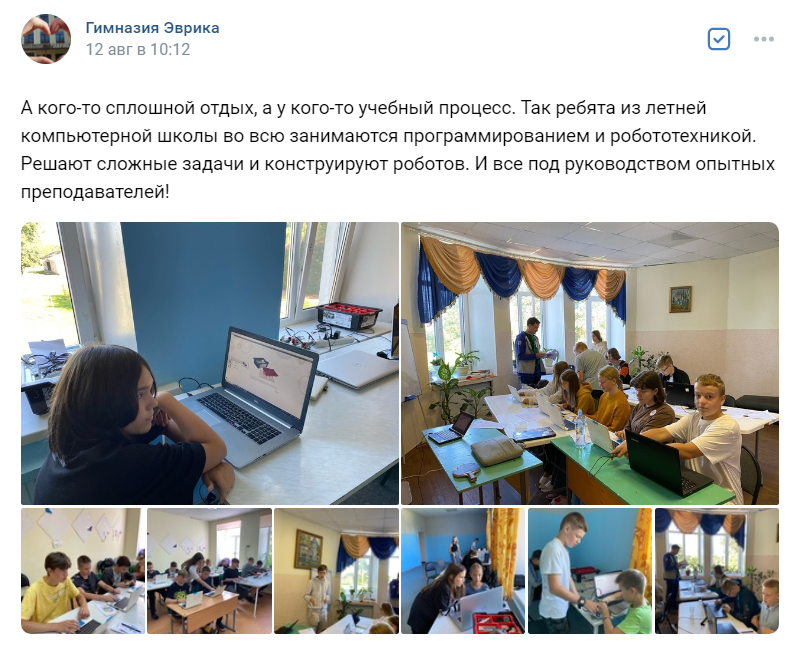 Гимназия Эврика
12 авг в 10:12
А кого-то сплошной отдых, а у кого-то учебный процесс. Так ребята из летней
компьютерной школы во всю занимаются программированием и робототехникой.
Решают сложные задачи и конструируют роботов. И все под руководством опытных
преподавателей!